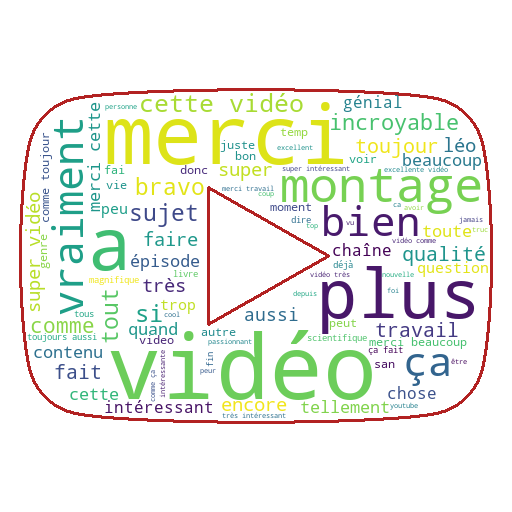 personne
cette vidéo
génial
merci
temp
juste
bon
excellent
incroyable
toujour
léo
voir
beaucoup
comme toujour
vraiment
merci cette
fai
vie
donc
super
super intéressant
excellente vidéo
bravo
merci travail
montage
peu
sujet
moment
coup
dire
top
vu
bien
avoir
jamais
toute
truc
super vidéo
genre
a
faire
épisode
chaîne
vidéo comme
ca
qualité
question
déjà
magnifique
livre
très
vidéo très
nouvelle
tous
tout
si
trop
cool
depuis
plus
foi
comme
quand
aussi
peut
travail
toujours aussi
video
autre
passionnant
scientifique
merci beaucoup
contenu
vidéo
fin
peur
ça fait
san
ça
être
fait
comme ça
intéressante
cette
chose
intéressant
encore
très intéressant
tellement
youtube